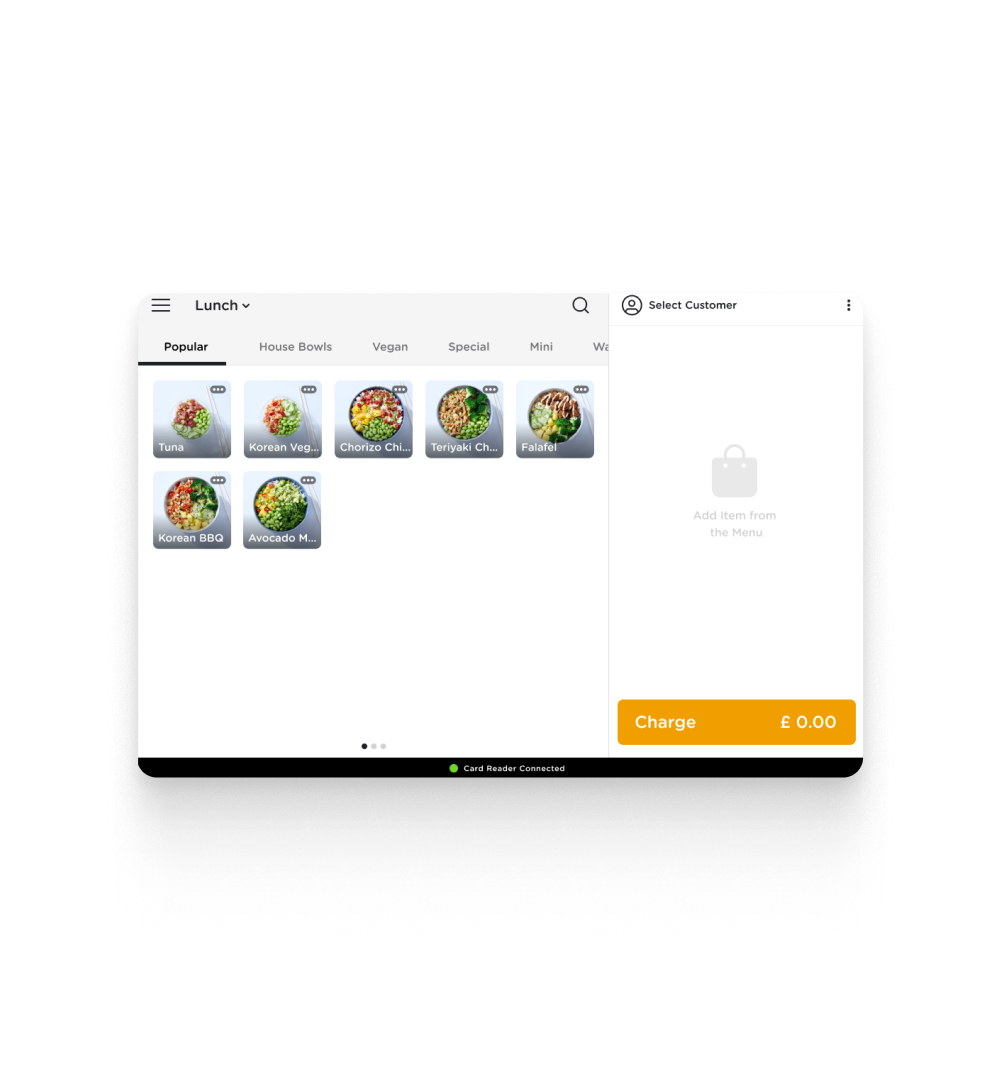 Lunch
Select Customer
Popular House Bowls Vegan Special Mini Wa
Tuna
Korean Veg...
Chorizo Chi...
Teriyaki Ch...
Falafel
Korean BBQ
Avocado M...
Add Item from
the Menu
Charge £ 0.00
Card Reader Connected